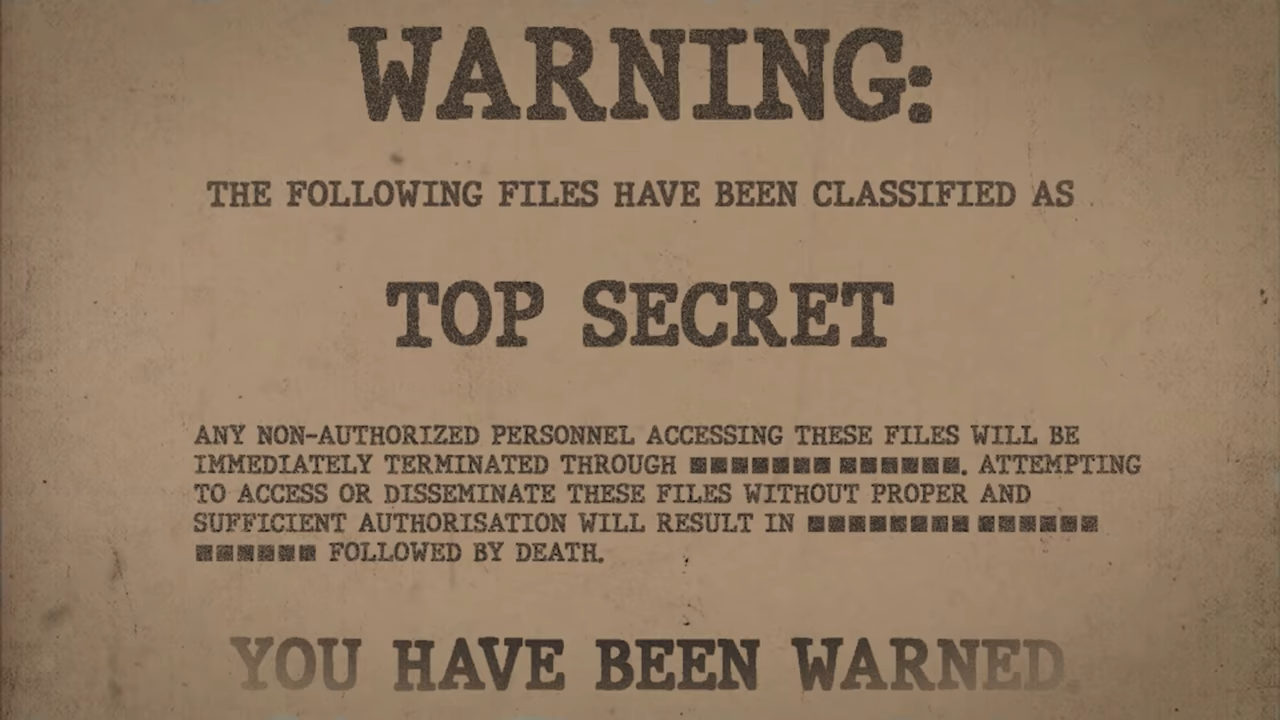 WARNING:
THE FOLLOWING FILES HAVE BEEN CLASSIFIED AS
TOP SECRET
ANY NON-AUTHORIZED PERSONNEL ACCESSING THESE FILES WILL BE
IMMEDIATELY TERMINATED THROUGH ■■■■■■■ ■■■■■■. ATTEMPTING
TO ACCESS OR DISSEMINATE THESE FILES WITHOUT PROPER AND
SUFFICIENT AUTHORISATION WILL RESULT IN ■■■■■■■■ ■■■■■■
■■■■■■ FOLLOWED BY DEATH.
YOU HAVE BEEN WARNED.